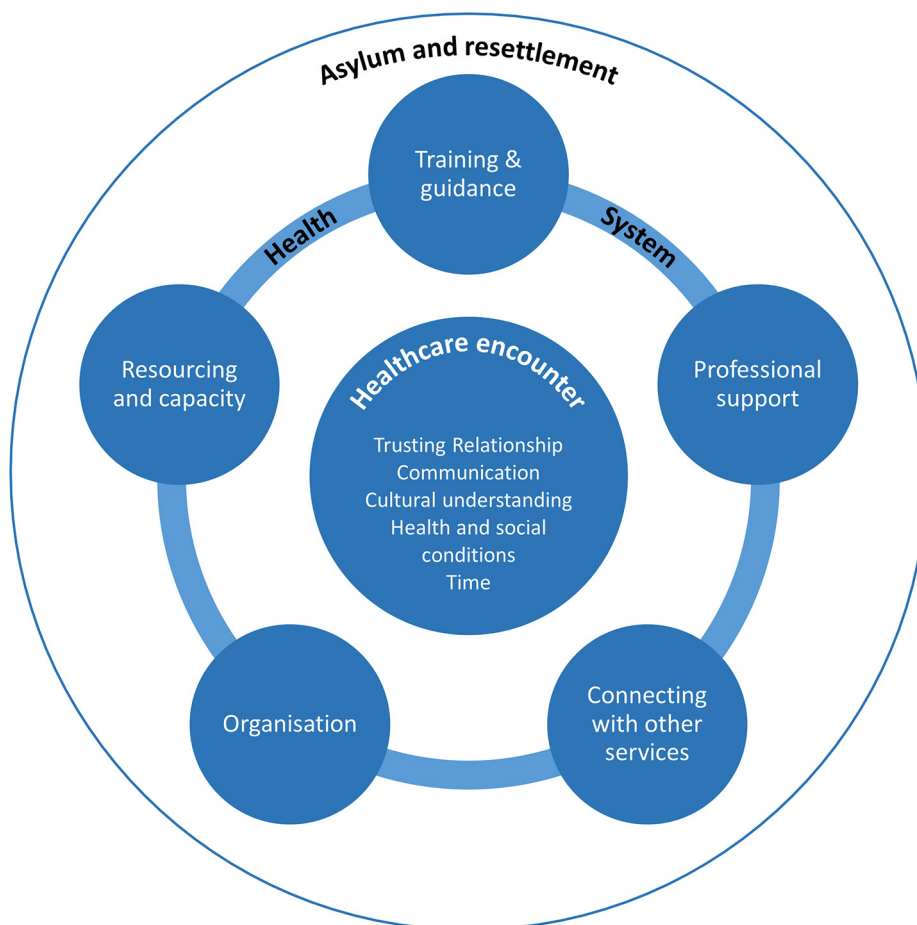 Asylum and resettlement
Training &
guidance
Health
System
Resourcing
and capacity
Professional
support
Healthcare encounter
Trusting Relationship
Communication
Cultural understanding
Health and social
conditions
Time
Organisation
Connecting
with other
services